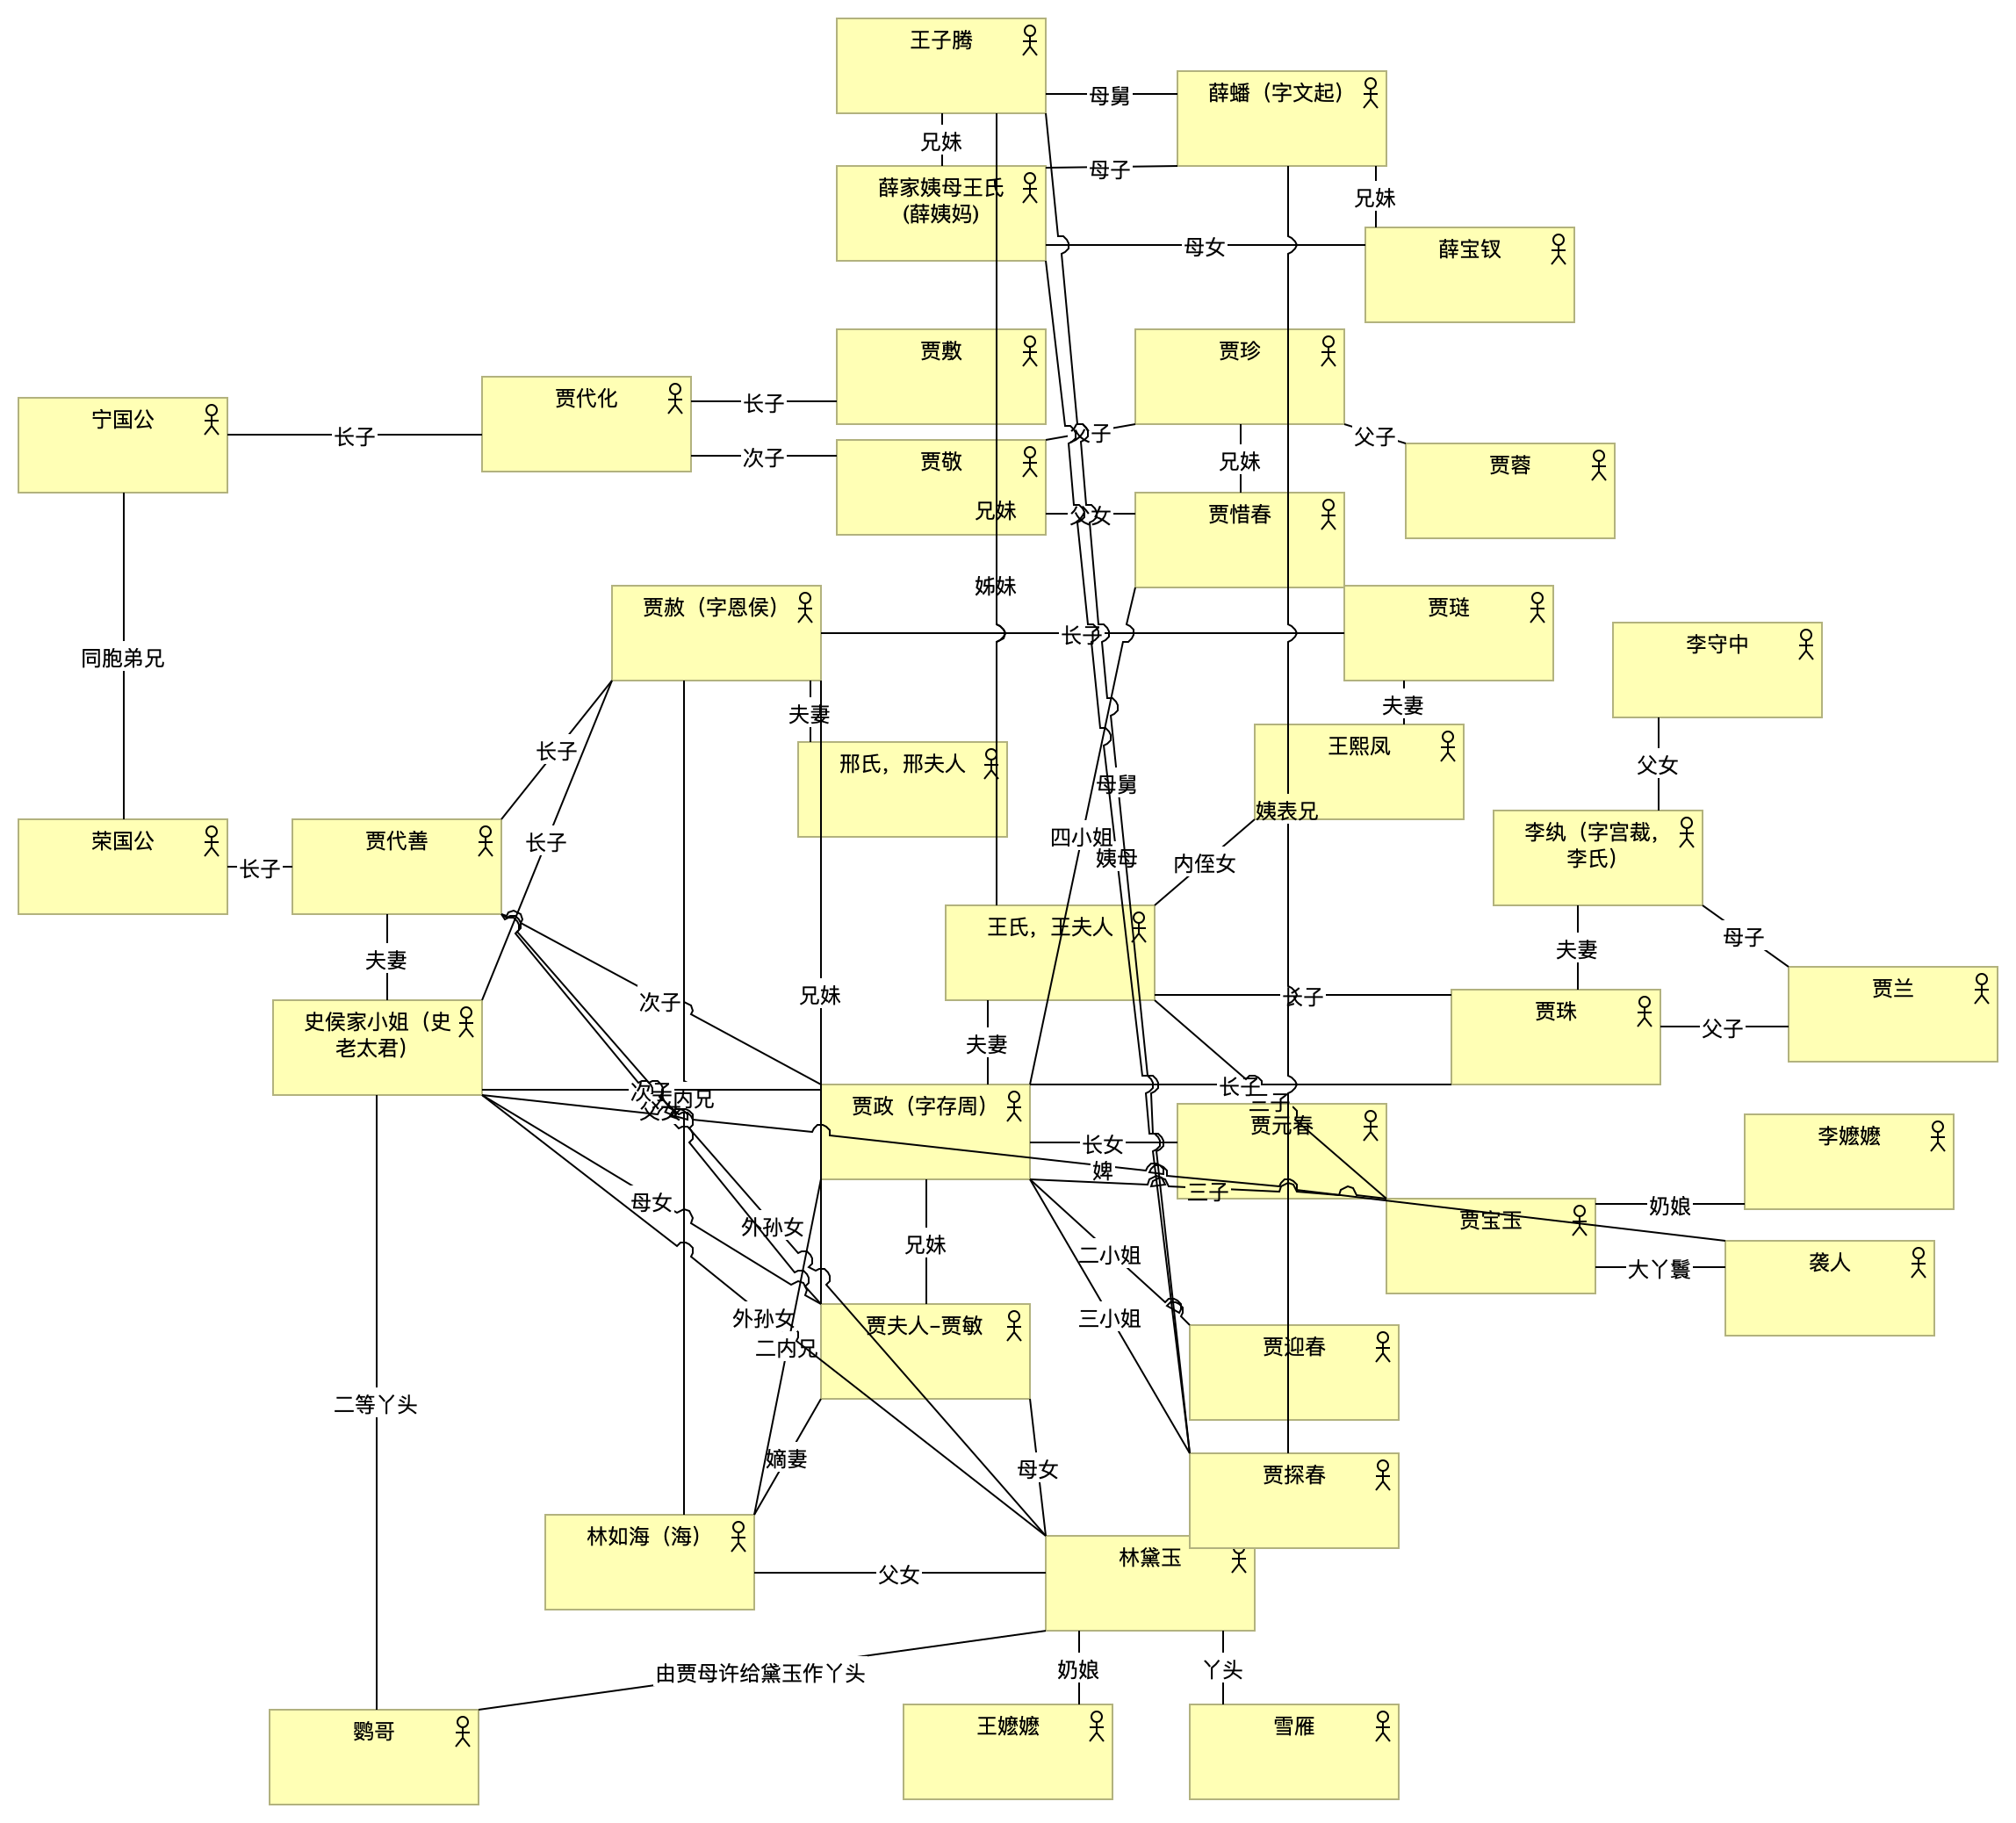 王子腾
薛蟠（字文起）
母舅
兄妹
母子
薛家姨母王氏
(薛姨妈)
兄妹
母女
薛宝钗
贾敷
贾珍
贾代化
长子
宁国公
长子
父子
父子
次子
贾敬
兄妹
贾蓉
兄妹
父女
贾惜春
姊妹
贾赦（字恩侯）
贾琏
长子
李守中
同胞弟兄
夫妻
夫妻
长子
邢氏，邢夫人
王熙凤
父女
母舅
姨表兄
荣国公
贾代善
长子
四小姐
李纨（字宫裁，
李氏）
姨母
长子
内侄女
王氏，王夫人
母子
夫妻
夫妻
贾兰
次子
兄妹
长子
贾珠
史侯家小姐（史
老太君）
父子
夫妻
次子
大内兄
父女
长子
贾政（字存周）
二子
贾元春
长女
李嬷嬷
婢
三子
母女
奶娘
贾宝玉
外孙女
兄妹
二小姐
大丫鬟
袭人
外孙女
三小姐
贾夫人-贾敏
二内兄
贾迎春
二等丫头
嫡妻
母女
贾探春
林如海（海）
林黛玉
父女
由贾母许给黛玉作丫头
奶娘
丫头
鹦哥
王嬷嬷
雪雁